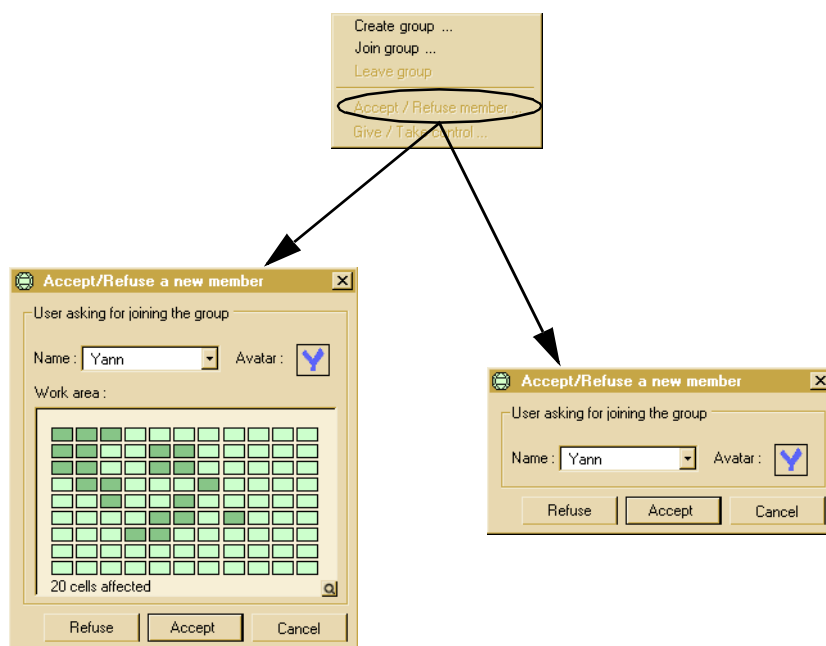 Create group ...
Join group ...
Leave group
Accept / Refuse member ...
Give / Take control ...
Accept/Refuse a new member
User asking for joining the group
Name : Yann Avatar :
Work area :
20 cells affected
Refuse Accept Cancel
Accept/Refuse a new member
User asking for joining the group
Name : Yann Avatar :
Refuse Accept Cancel